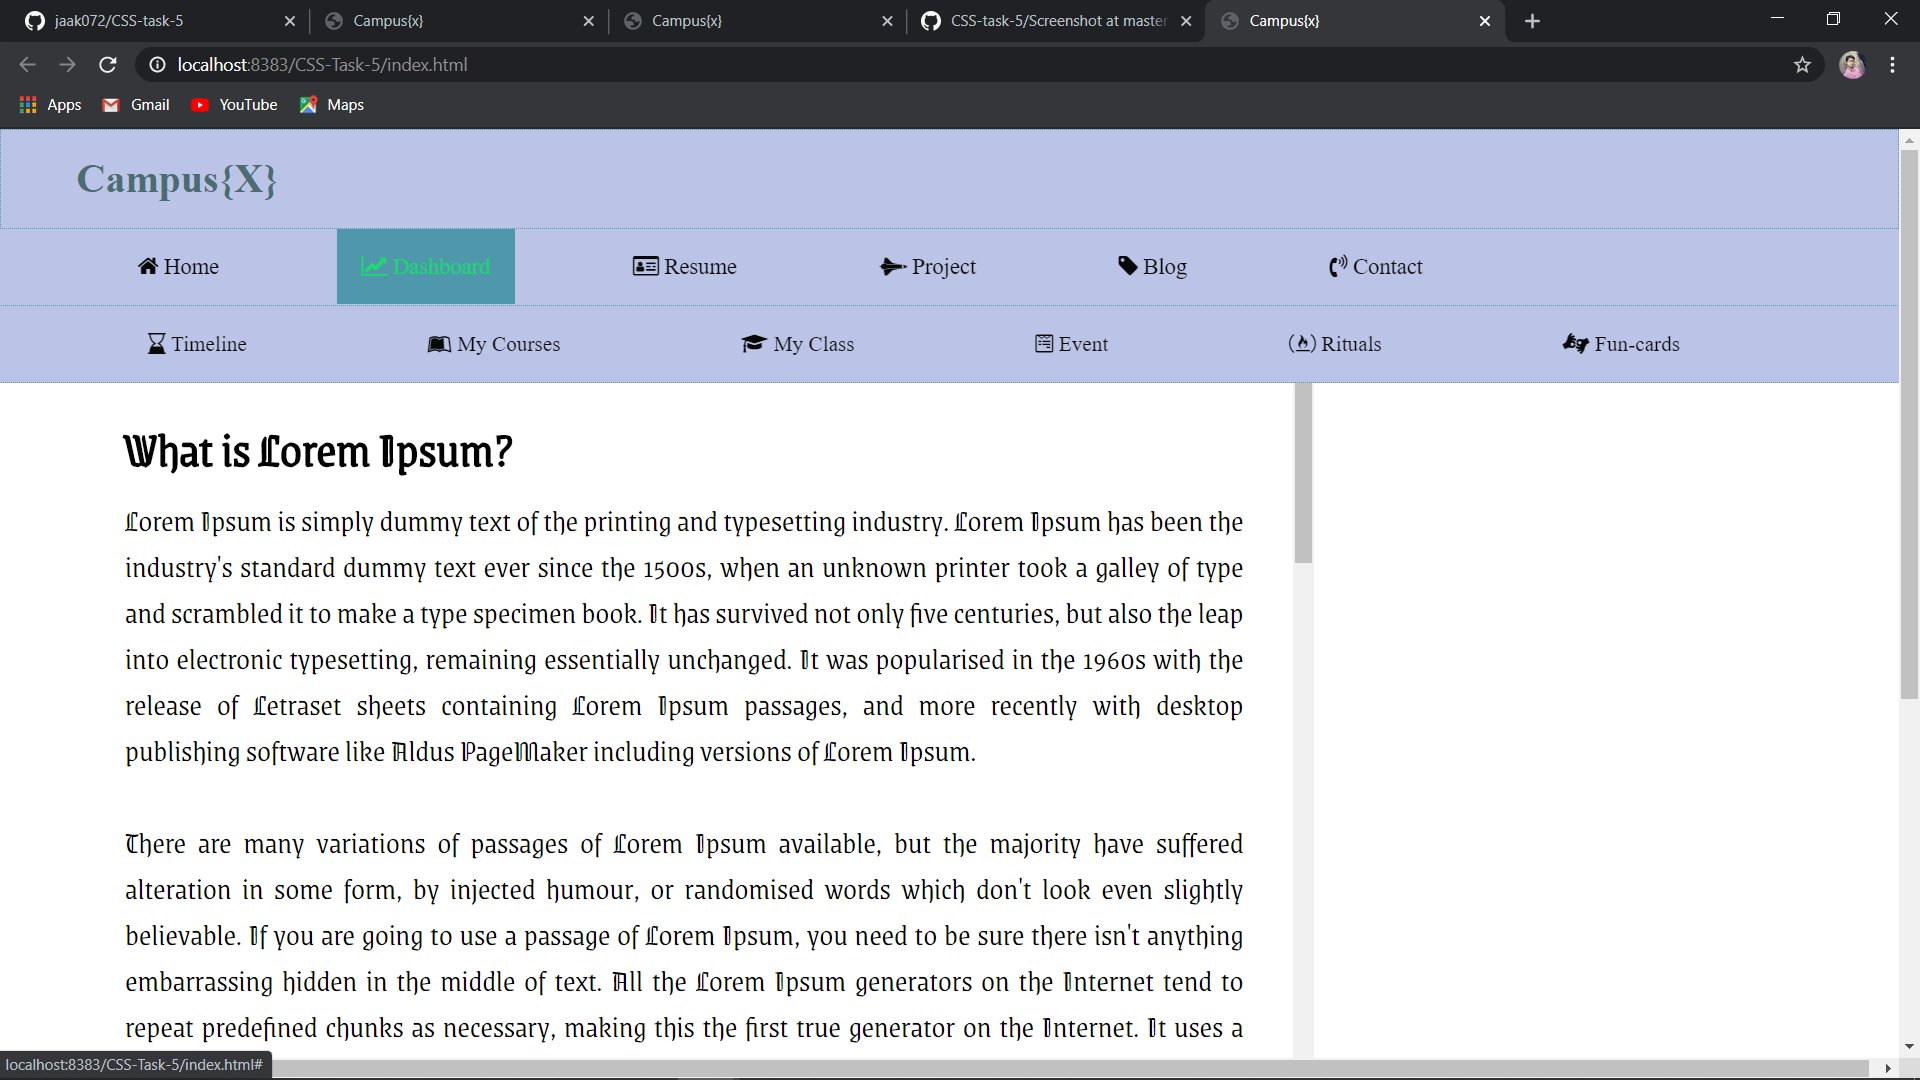 jaak072/CSS-task-5
Campus{x}
Campus{x}
CSS-task-5/Screenshot at master
Campus{x}
localhost:8383/CSS-Task-5/index.html
Apps Gmail YouTube Maps
Campus{X}
Home Dashboard Resume Project Blog Contact
Timeline My Courses My Class Event Rituals Fun-cards
What is Lorem Ipsum?
Lorem Ipsum is simply dummy text of the printing and typesetting industry. Lorem Ipsum has been the
industry's standard dummy text ever since the 1500s, when an unknown printer took a galley of type
and scrambled it to make a type specimen book. It has survived not only five centuries, but also the leap
into electronic typesetting, remaining essentially unchanged. It was popularised in the 1960s with the
release of Letraset sheets containing Lorem Ipsum passages, and more recently with desktop
publishing software like Aldus PageMaker including versions of Lorem Ipsum.
There are many variations of passages of Lorem Ipsum available, but the majority have suffered
alteration in some form, by injected humour, or randomised words which don't look even slightly
believable. If you are going to use a passage of Lorem Ipsum, you need to be sure there isn't anything
embarrassing hidden in the middle of text. All the Lorem Ipsum generators on the Internet tend to
repeat predefined chunks as necessary, making this the first true generator on the Internet. It uses a
localhost:8383/CSS-Task-5/index.html#